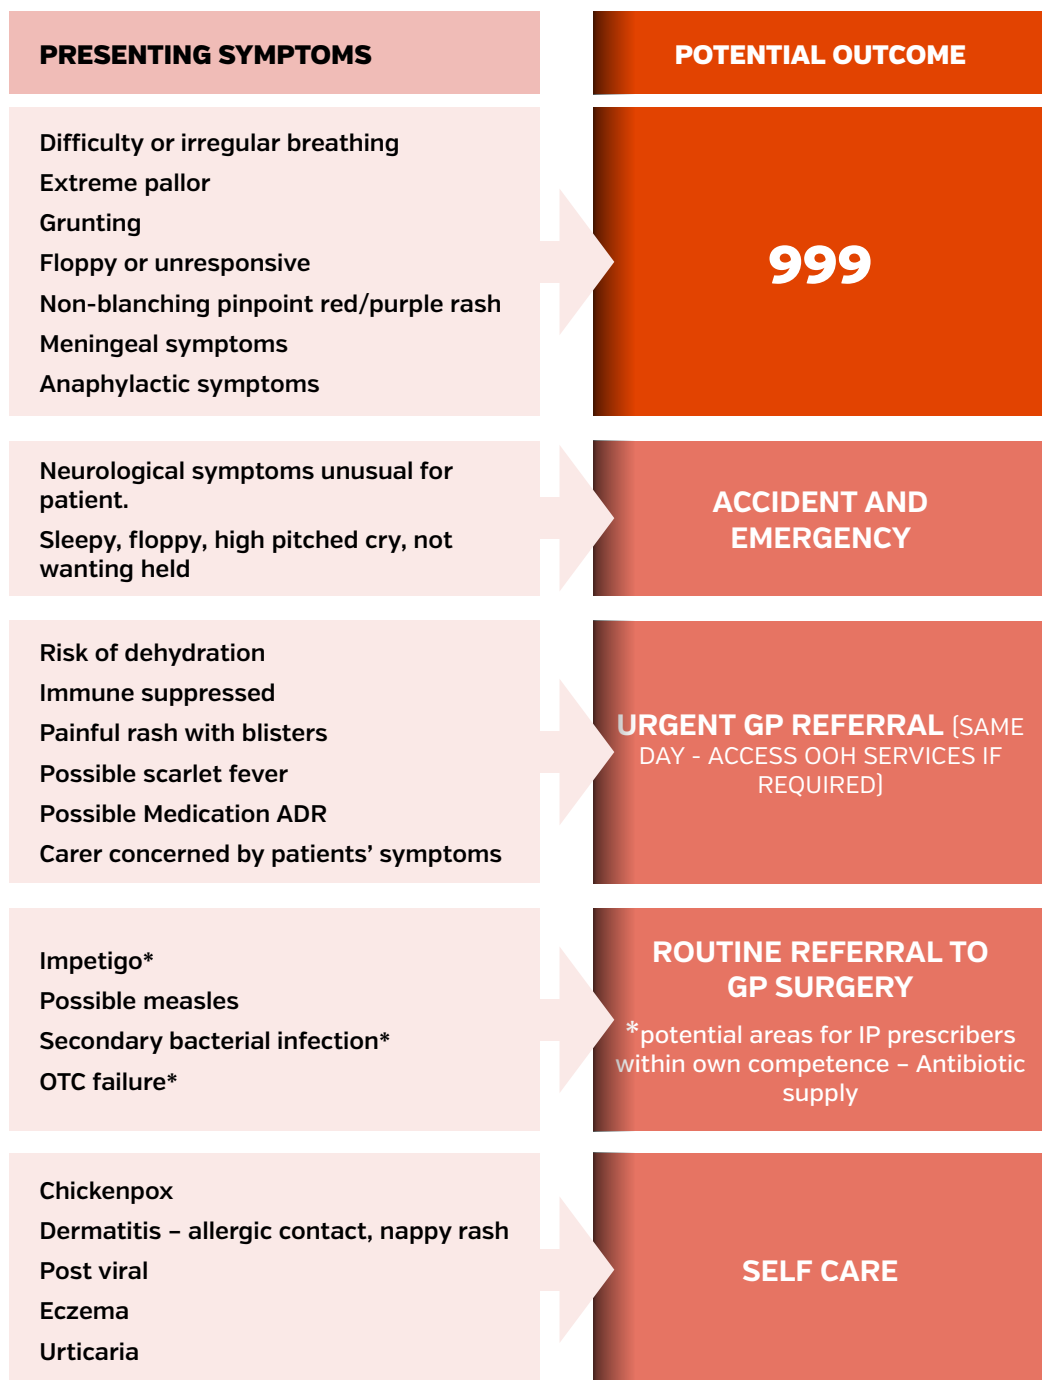 PRESENTING SYMPTOMS
POTENTIAL OUTCOME
Difficulty or irregular breathing
Extreme pallor
Grunting
Floppy or unresponsive
Non-blanching pinpoint red/purple rash
Meningeal symptoms
Anaphylactic symptoms
999
Neurological symptoms unusual for
patient.
Sleepy, floppy, high pitched cry, not
wanting held
ACCIDENT AND
EMERGENCY
Risk of dehydration
Immune suppressed
Painful rash with blisters
Possible scarlet fever
Possible Medication ADR
Carer concerned by patients’ symptoms
URGENT GP REFERRAL (SAME
DAY - ACCESS OOH SERVICES IF
REQUIRED)
Impetigo*
Possible measles
Secondary bacterial infection*
OTC failure*
ROUTINE REFERRAL TO
GP SURGERY
*potential areas for IP prescribers
within own competence – Antibiotic
supply
Chickenpox
Dermatitis – allergic contact, nappy rash
Post viral
Eczema
Urticaria
SELF CARE